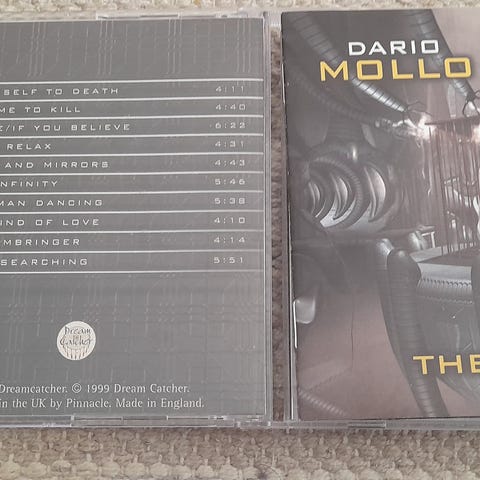 SELF TO DEATH 4:11
ME TO KILL 4:40
E/IF YOU BELIEVE 6:22
RELAX 4:31
AND MIRRORS 4:43
NFINITY 5:46
MAN DANCING 5:38
IND OF LOVE 4:10
MBRINGER 4:14
SEARCHING 5:51
Dream
Catcher
Dreamcatcher. © 1999 Dream Catcher.
in the UK by Pinnacle. Made in England.
DARIO
MOLLO
THE